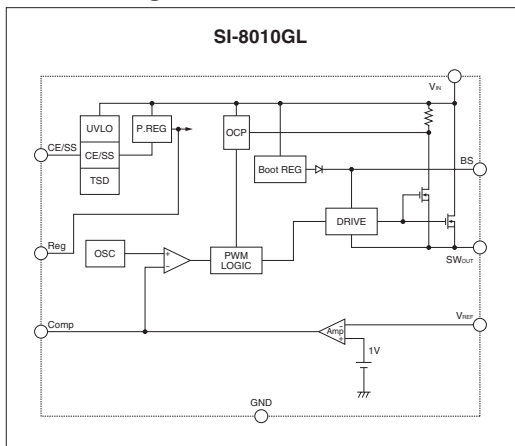 SI-8010GL
VIN
UVLO
P.REG
OCP
CE/SS
CE/SS
BS
Boot REG
TSD
DRIVE
Reg
OSC
+
-
PWM
LOGIC
SWOUT
Comp
Amp
-
+
VREF
1V
GND